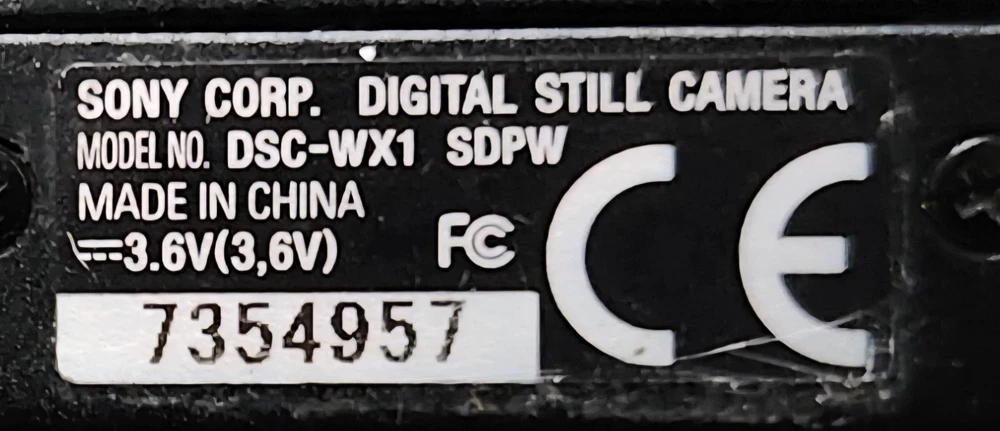 SONY CORP. DIGITAL STILL CAMERA
MODEL NO. DSC-WX1 SDPW
MADE IN CHINA
⎓3.6V(3,6V)
FC CE
7354957